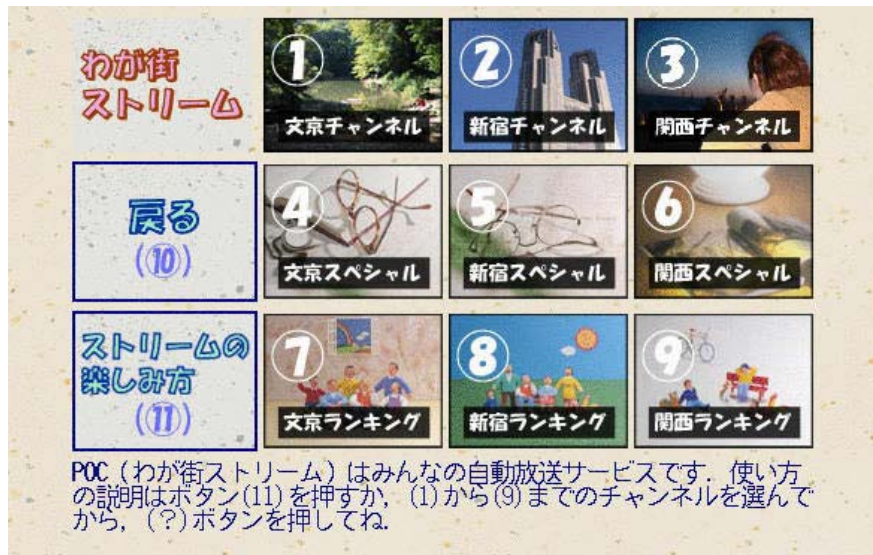 わが街
ストリーム
1
文京チャンネル
2
新宿チャンネル
3
関西チャンネル
戻る
(10)
4
文京スペシャル
5
新宿スペシャル
6
関西スペシャル
ストリームの
楽しみ方
(11)
7
文京ランキング
8
新宿ランキング
9
関西ランキング
POC（わが街ストリーム）はみんなの自動放送サービスです．使い方
の説明はボタン(11)を押すか，(1)から(9)までのチャンネルを選んで
から，(？)ボタンを押してね．